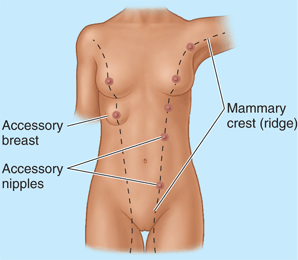 Accessory
breast
Accessory
nipples
Mammary
crest (ridge)